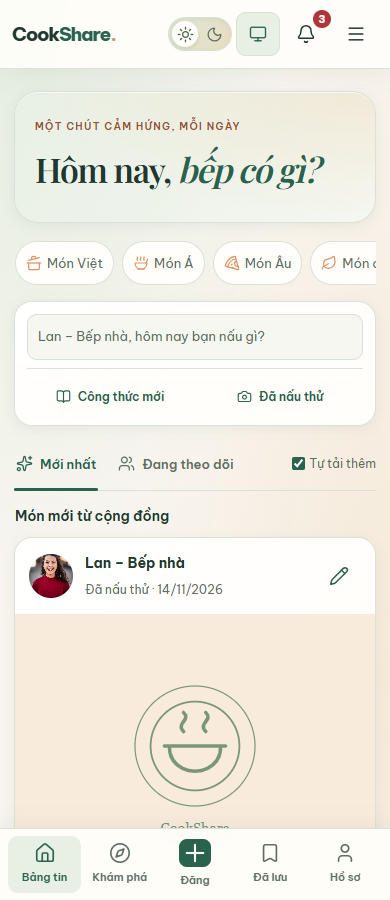 CookShare.
3
MỘT CHÚT CẢM HỨNG, MỖI NGÀY
Hôm nay, bếp có gì?
Món Việt
Món Á
Món Âu
Món
Lan – Bếp nhà, hôm nay bạn nấu gì?
Công thức mới
Đã nấu thử
Mới nhất
Đang theo dõi
Tự tải thêm
Món mới từ cộng đồng
Lan – Bếp nhà
Đã nấu thử · 14/11/2026
CookShare
Bảng tin
Khám phá
Đăng
Đã lưu
Hồ sơ